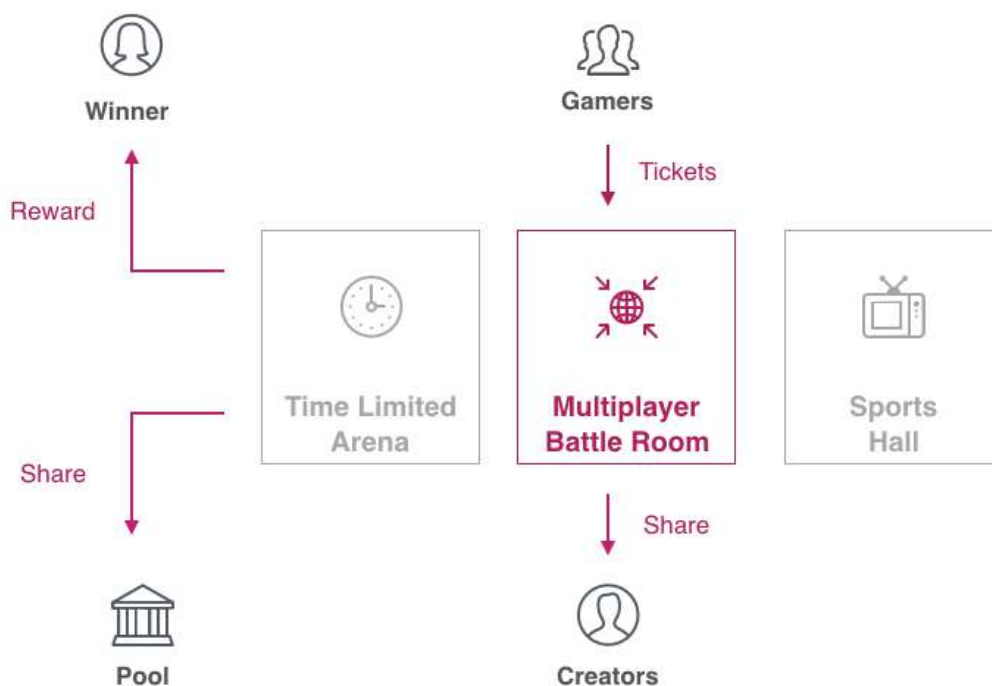 Winner
Gamers
Tickets
Reward
Time Limited
Arena
Multiplayer
Battle Room
Sports
Hall
Share
Share
Pool
Creators